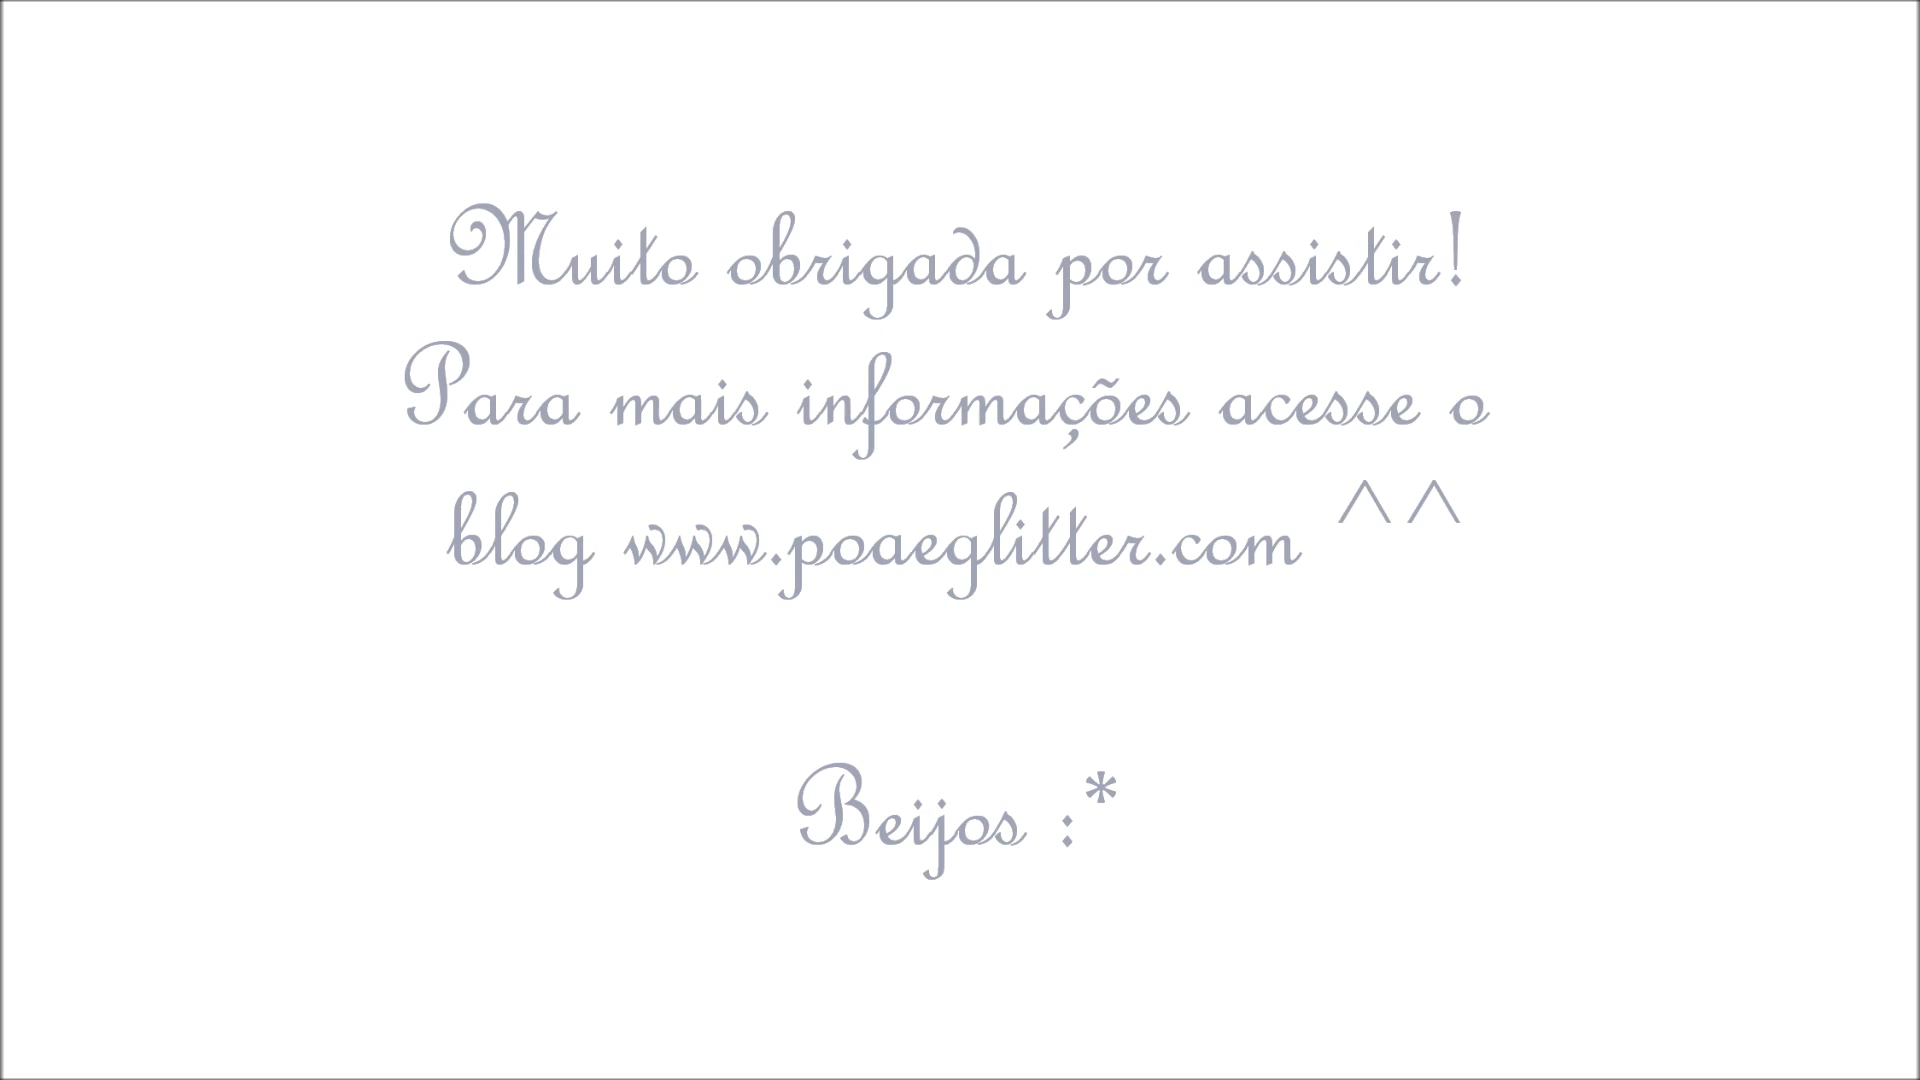 Muito obrigada por assistir!
Para mais informações acesse o
blog www.poaeglitter.com ^^
Beijos :*